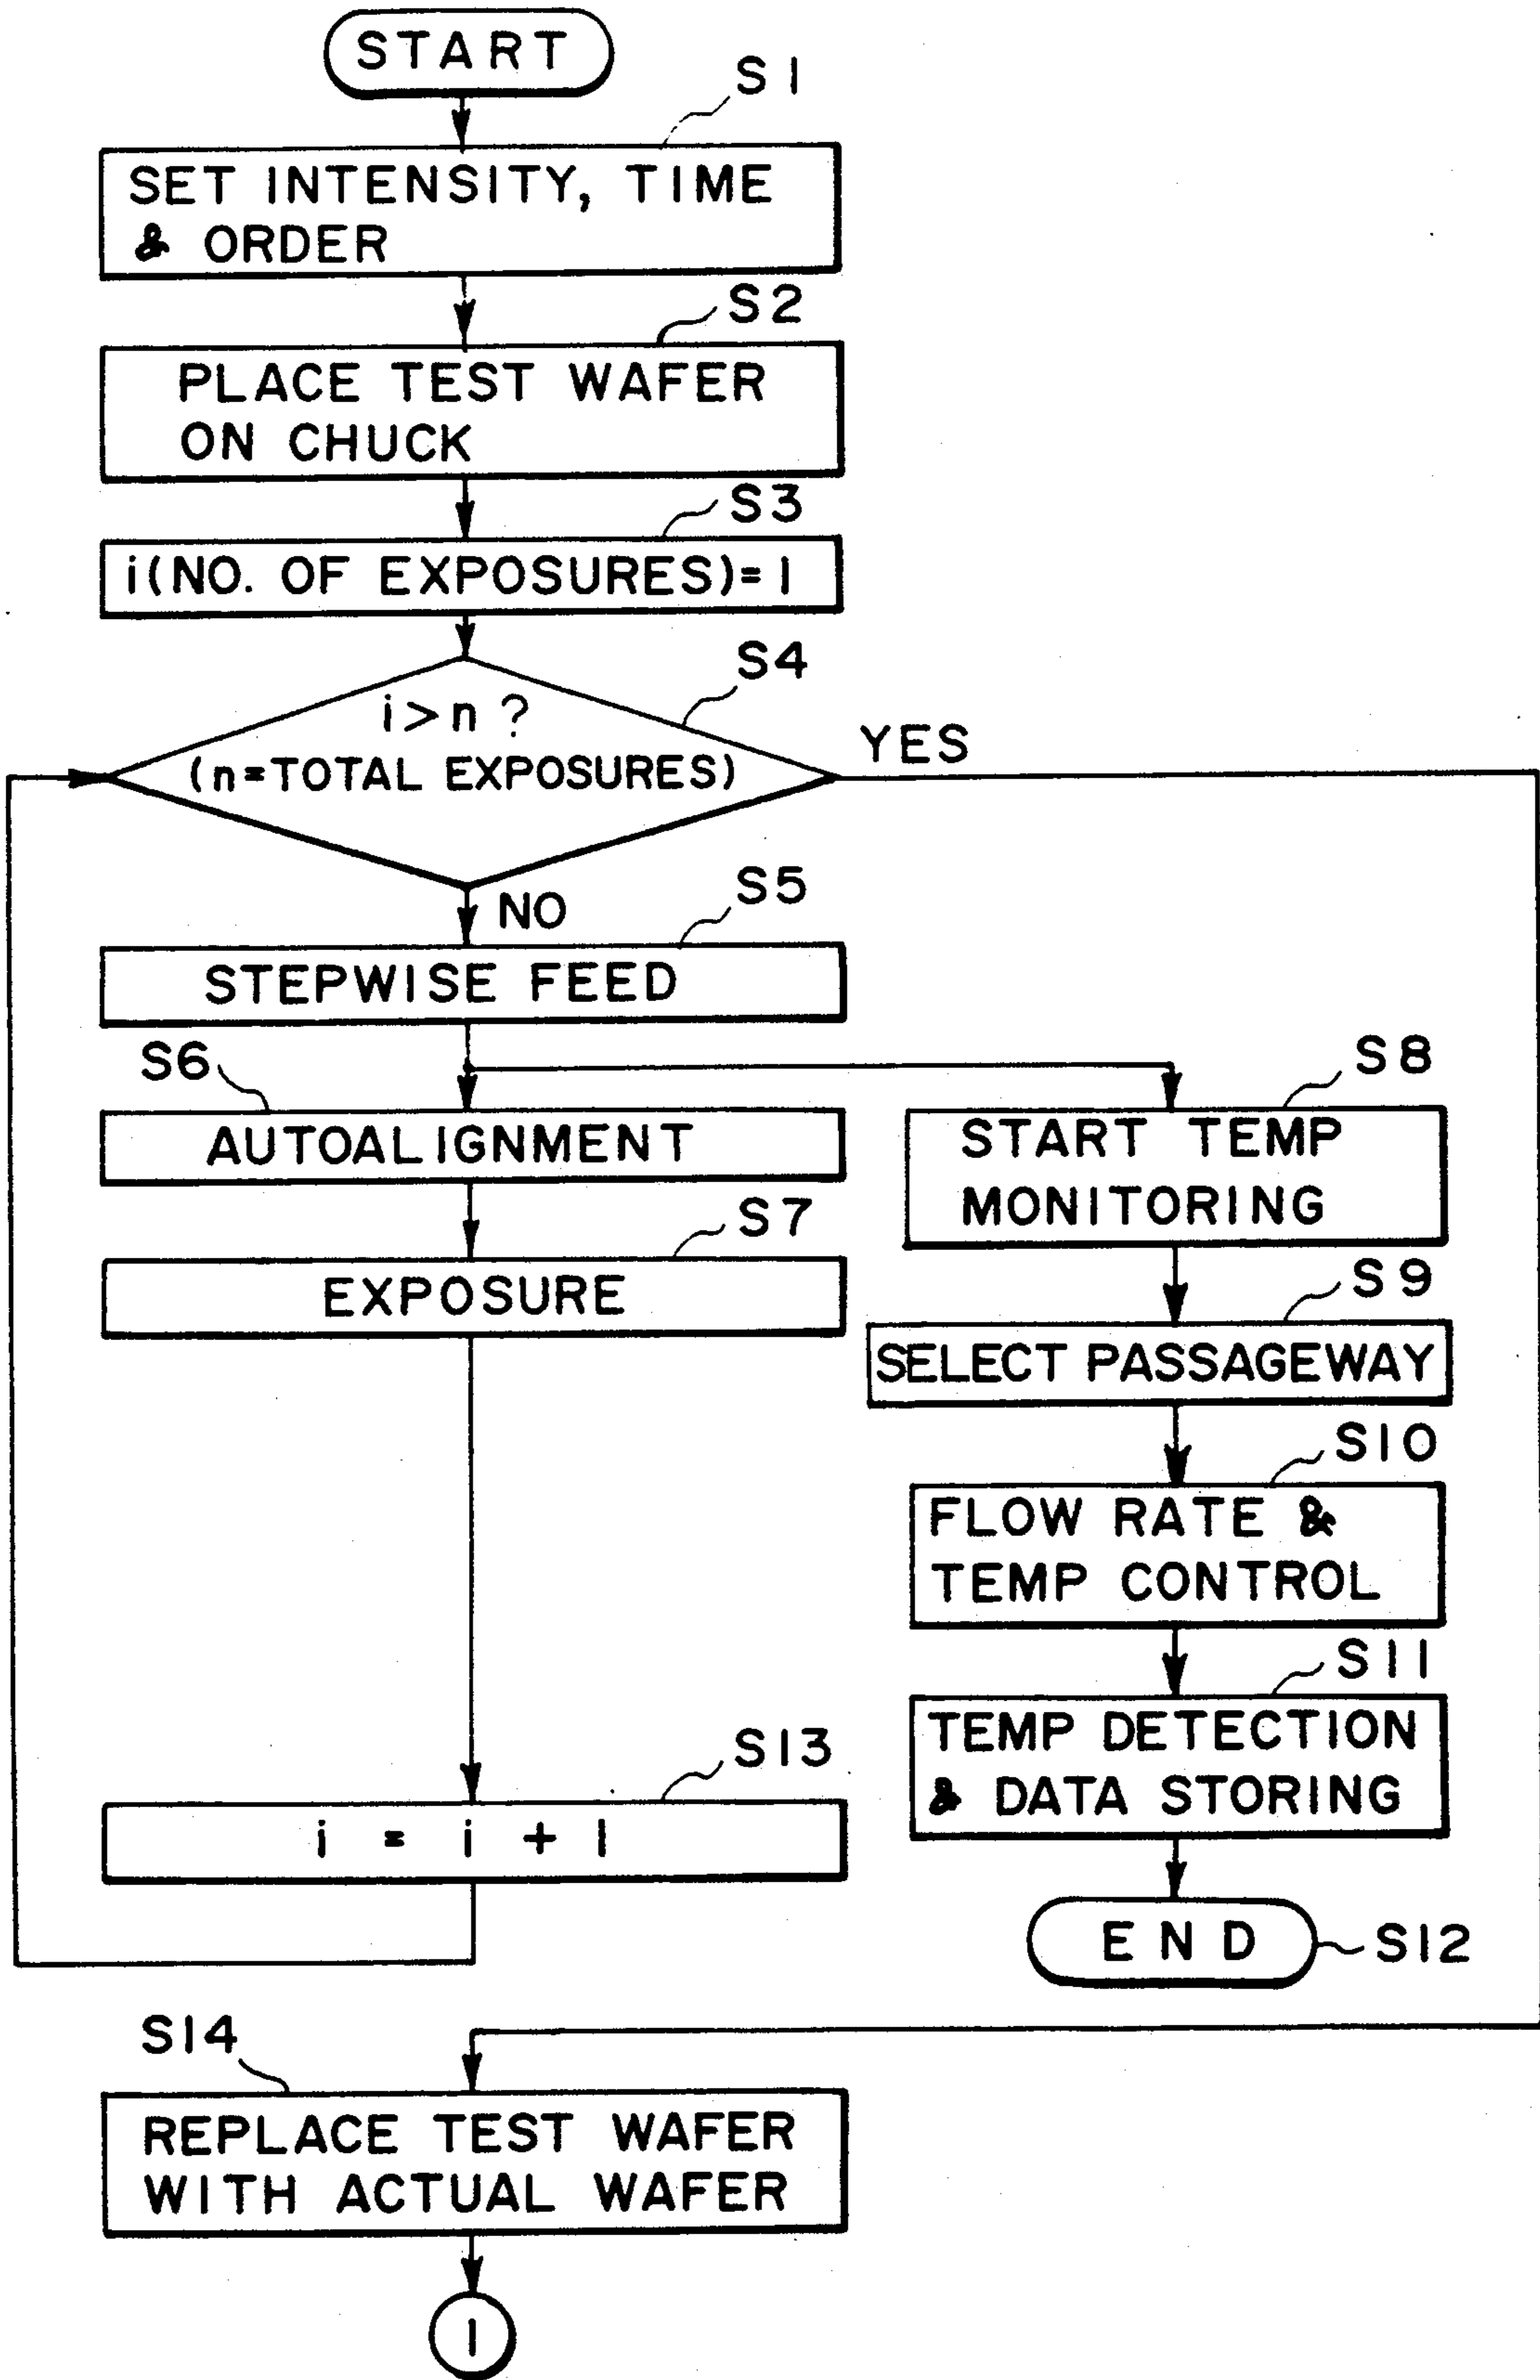 START
S1
SET INTENSITY, TIME
& ORDER
S2
PLACE TEST WAFER
ON CHUCK
S3
i(NO. OF EXPOSURES)=1
S4
i>n ?
(n=TOTAL EXPOSURES)
YES
NO
S5
STEPWISE FEED
S6
AUTOALIGNMENT
S7
EXPOSURE
S8
START TEMP
MONITORING
S9
SELECT PASSAGEWAY
S10
FLOW RATE &
TEMP CONTROL
S11
TEMP DETECTION
& DATA STORING
END
S12
S13
i = i + 1
S14
REPLACE TEST WAFER
WITH ACTUAL WAFER
1